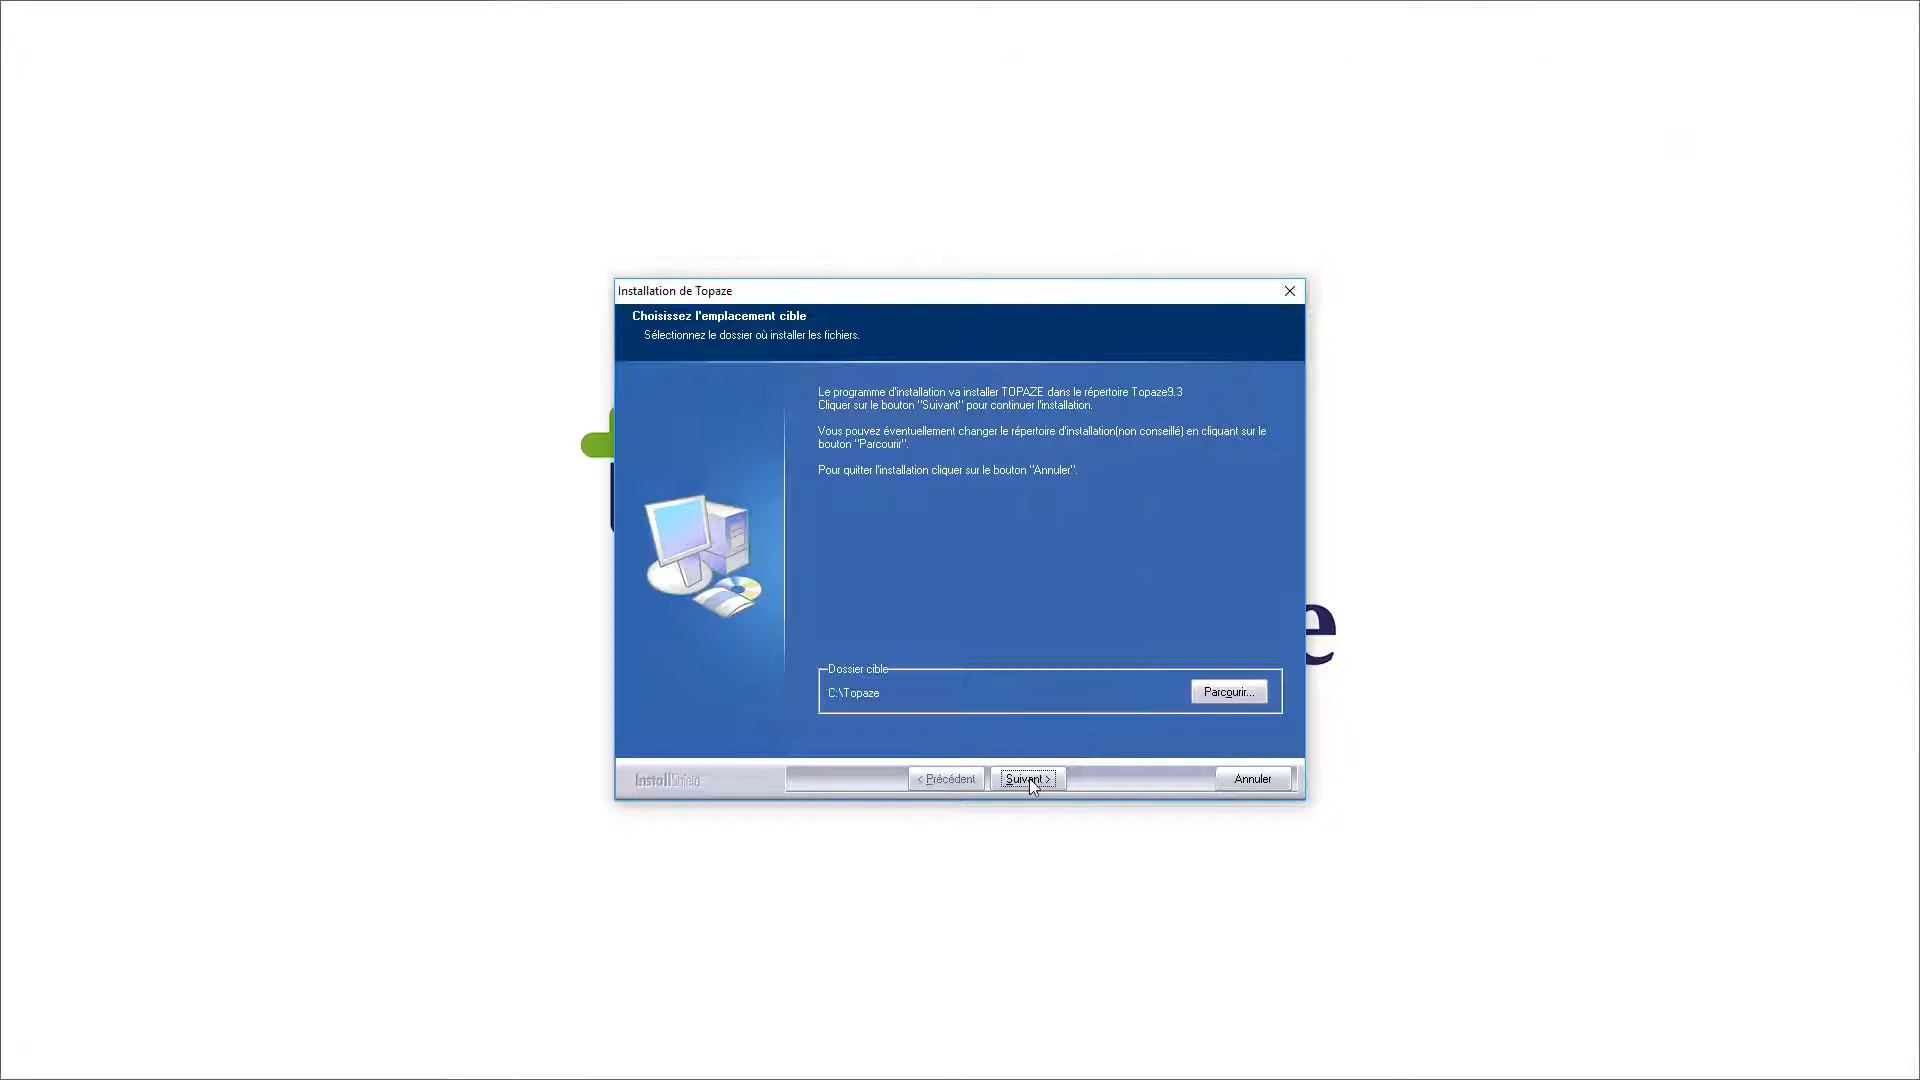 Installation de Topaze
Choisissez l'emplacement cible
Sélectionnez le dossier où installer les fichiers.
Le programme d'installation va installer TOPAZE dans le répertoire Topaze9.3
Cliquer sur le bouton "Suivant" pour continuer l'installation.
Vous pouvez éventuellement changer le répertoire d'installation(non conseillé) en cliquant sur le
bouton "Parcourir".
Pour quitter l'installation cliquer sur le bouton "Annuler".
Dossier cible
C:\Topaze
Parcourir...
InstallShield
< Précédent
Suivant >
Annuler
e